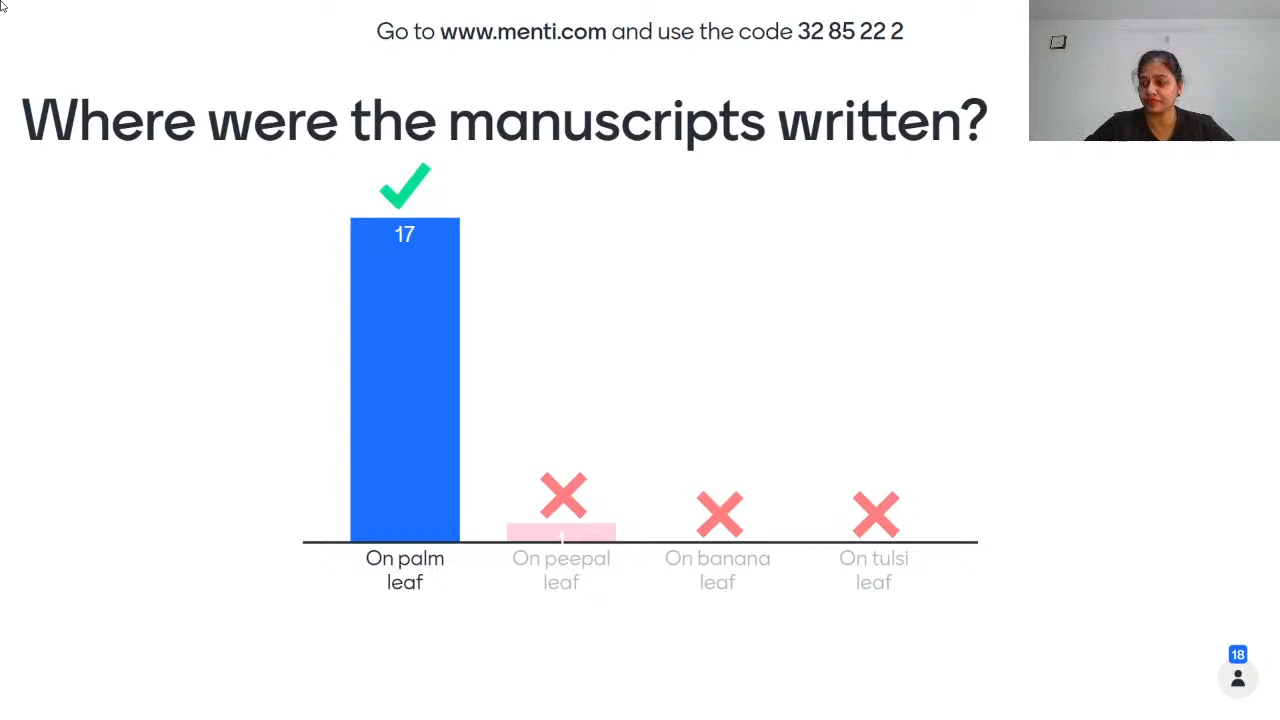 Go to www.menti.com and use the code 32 85 22 2
Where were the manuscripts written?
17
1
On palm
leaf
On peepal
leaf
On banana
leaf
On tulsi
leaf
18